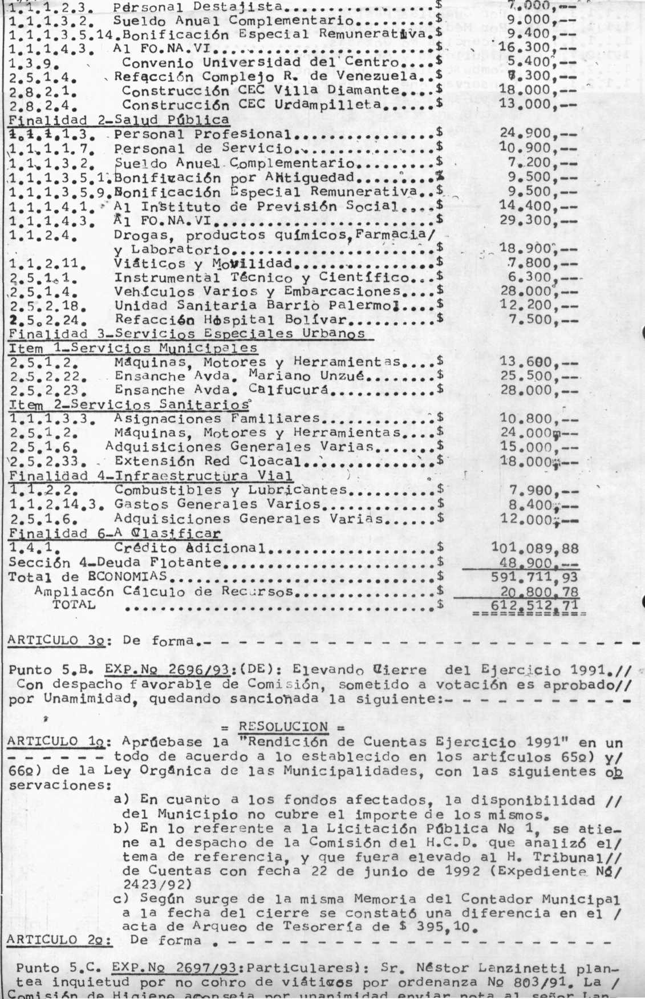 1.1.1.2.3. Personal Destajista.................$ 7.000,--
1.1.1.3.2. Sueldo Anual Complementario.........$ 9.000,--
1.1.1.3.5.14.Bonificación Especial Remunerativa.$ 9.400,--
1.1.1.4.3. Al FO.NA.VI.........................$ 16.300,--
1.3.9. Convenio Universidad del Centro....$ 5.400,--
2.5.1.4. Refacción Complejo R. de Venezuela..$ 8.300,--
2.8.2.1. Construcción CEC Villa Diamante....$ 18.000,--
2.8.2.4. Construcción CEC Urdampilleta......$ 13.000,--
Finalidad 2-Salud Pública
1.1.1.1.3. Personal Profesional................$ 24.900,--
1.1.1.1.7. Personal de Servicio................$ 10.900,--
1.1.1.3.2. Sueldo Anuel Complementario.........$ 7.200,--
1.1.1.3.5.1.Bonificación por Antiguedad.........$ 9.500,--
1.1.1.3.5.9.Bonificación Especial Remunerativa..$ 9.500,--
1.1.1.4.1. Al Instituto de Previsión Social....$ 14.400,--
1.1.1.4.3. Al FO.NA.VI.........................$ 29.300,--
1.1.2.4. Drogas, productos químicos,Farmacia/
y Laboratorio.......................$ 18.900,--
1.1.2.11. Viáticos y Movilidad................$ 7.800,--
2.5.1.1. Instrumental Técnico y Científico...$ 6.300,--
2.5.1.4. Vehículos Varios y Embarcaciones....$ 28.000,--
2.5.2.18. Unidad Sanitaria Barrio Palermo1....$ 12.200,--
2.5.2.24. Refacción Hospital Bolívar..........$ 7.500,--
Finalidad 3-Servicios Especiales Urbanos
Item 1-Servicios Municipales
2.5.1.2. Máquinas, Motores y Herramientas....$ 13.600,--
2.5.2.22. Ensanche Avda. Mariano Unzué........$ 25.500,--
2.5.2.23. Ensanche Avda. Calfucurá............$ 28.000,--
Item 2-Servicios Sanitarios
1.1.1.3.3. Asignaciones Familiares.............$ 10.800,--
2.5.1.2. Máquinas, Motores y Herramientas....$ 24.000,--
2.5.1.6. Adquisiciones Generales Varias.......$ 15.000,--
2.5.2.33. Extensión Red Cloacal...............$ 18.000,--
Finalidad 4-Infraestructura Vial
1.1.2.2. Combustibles y Lubricantes..........$ 7.900,--
1.1.2.14.3. Gastos Generales Varios.............$ 8.400,--
2.5.1.6. Adquisiciones Generales Varias......$ 12.000,--
Finalidad 6-A Clasificar
1.4.1. Crédito Adicional...................$ 101.089,88
Sección 4-Deuda Flotante........................$ 48.900,--
Total de ECONOMIAS..............................$ 591.711,93
Ampliacón Cálculo de Recursos................$ 20.800,78
TOTAL ...................................$ 612.512,71
=============
ARTICULO 3º: De forma.- - - - - - - - - - - - - - - - - - - - - -
Punto 5.B. EXP.Nº 2696/93:(DE): Elevando Cierre del Ejercicio 1991.//
Con despacho favorable de Comisión, sometido a votación es aprobado//
por Unamimidad, quedando sancionada la siguiente:- - - - - - - - - - -
= RESOLUCION =
ARTICULO 1º: Apruebase la "Rendición de Cuentas Ejercicio 1991" en un
- - - - - - todo de acuerdo a lo establecido en los artículos 65º) y/
66º) de la Ley Orgánica de las Municipalidades, con las siguientes ob
servaciones:
a) En cuanto a los fondos afectados, la disponibilidad //
del Municipio no cubre el importe de los mismos.
b) En lo referente a la Licitación Pública Nº 1, se atie-
ne al despacho de la Comisión del H.C.D. que analizó el/
tema de referencia, y que fuera elevado al H. Tribunal//
de Cuentas con fecha 22 de junio de 1992 (Expediente Nº/
2423/92)
c) Según surge de la misma Memoria del Contador Municipal
a la fecha del cierre se constató una diferencia en el /
acta de Arqueo de Tesorería de $ 395,10.
ARTICULO 2º: De forma . - - - - - - - - - - - - - - - - - - - -
Punto 5.C. EXP.Nº 2697/93:Particulares): Sr. Néstor Lanzinetti plan-
tea inquietud por no cohro de viáticos por ordenanza Nº 803/91. La /
Comisión de Higiene aconseja por unanimidad enviar nota al señor Lan-